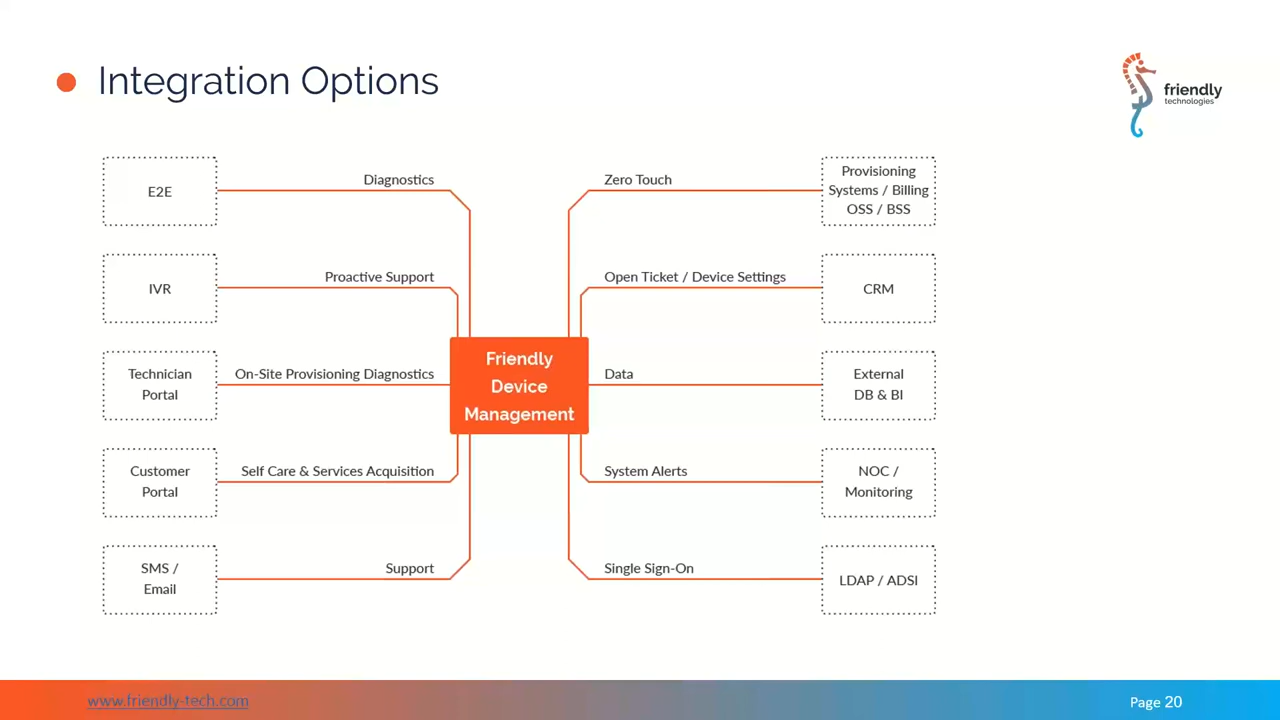 Integration Options
friendly
technologies
E2E
Diagnostics
Zero Touch
Provisioning
Systems / Billing
OSS / BSS
IVR
Proactive Support
Open Ticket / Device Settings
CRM
Technician
Portal
On-Site Provisioning Diagnostics
Friendly
Device
Management
Data
External
DB & BI
Customer
Portal
Self Care & Services Acquisition
System Alerts
NOC /
Monitoring
SMS /
Email
Support
Single Sign-On
LDAP / ADSI
www.friendly-tech.com
Page 20